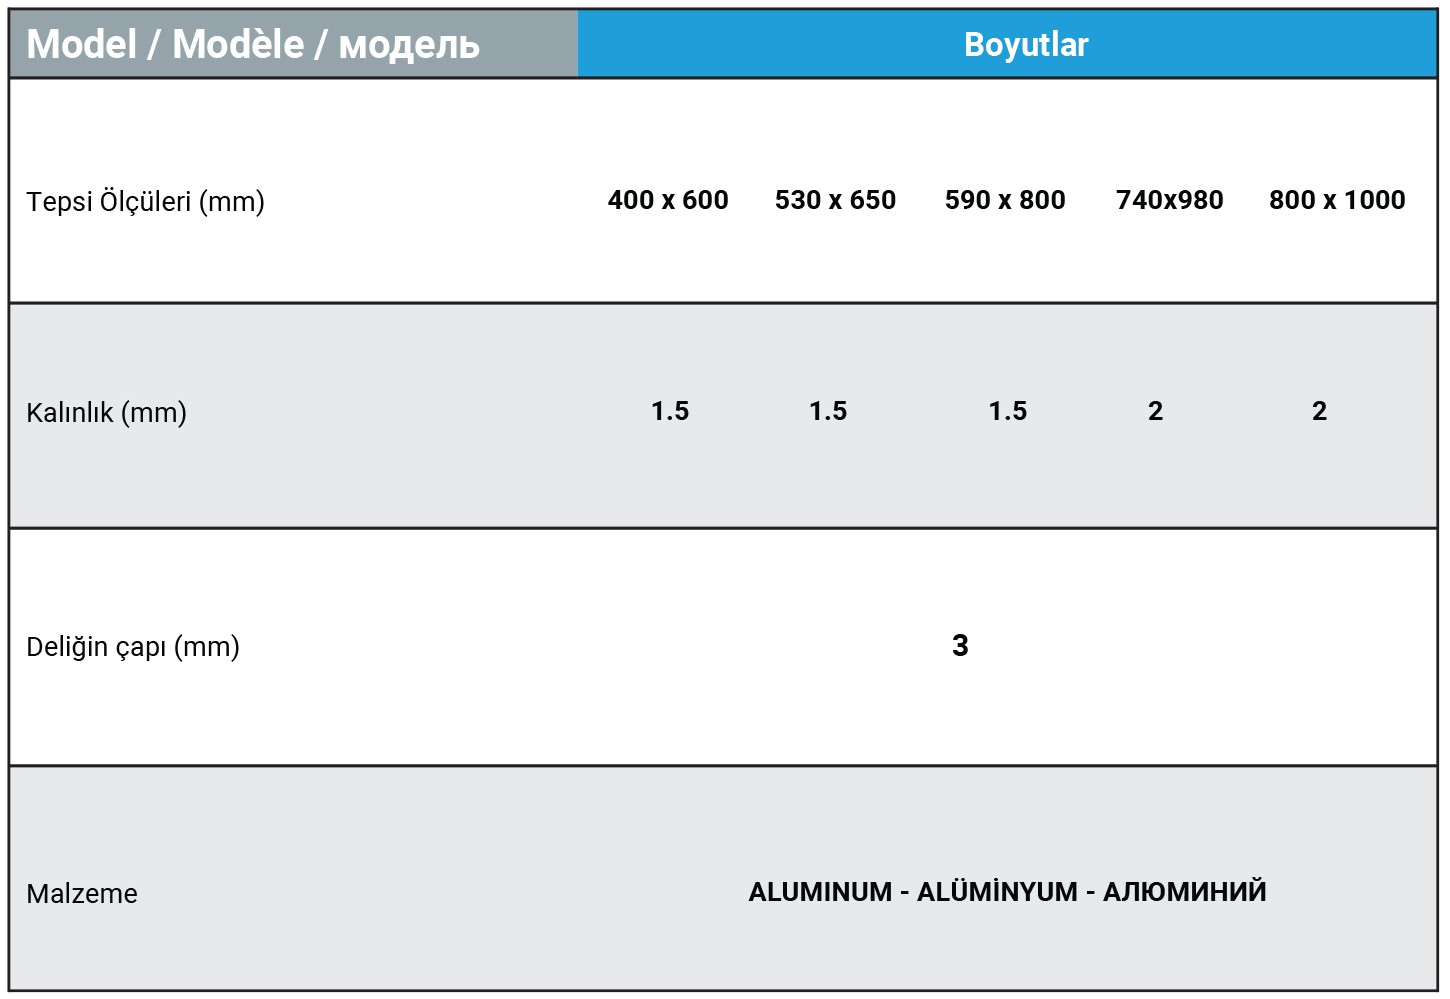 Model / Modèle / модель Boyutlar
Tepsi Ölçüleri (mm) 400 x 600 530 x 650 590 x 800 740x980 800 x 1000
Kalınlık (mm) 1.5 1.5 1.5 2 2
Deliğin çapı (mm) 3
Malzeme ALUMINUM - ALÜMİNYUM - АЛЮМИНИЙ